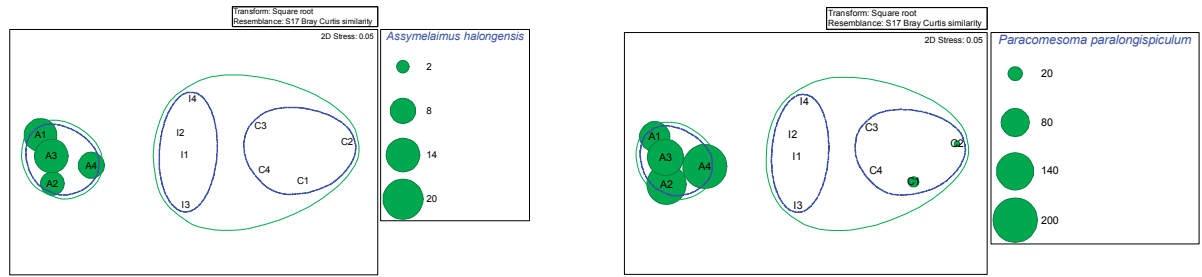 Transform: Square root
Resemblance: S17 Bray Curtis similarity
2D Stress: 0.05
Assymelaimus halongensis
2
8
14
20
A1
A3
A4
A2
I4
I2
I1
I3
C3
C2
C4
C1
Transform: Square root
Resemblance: S17 Bray Curtis similarity
2D Stress: 0.05
Paracomesoma paralongispiculum
20
80
140
200
A1
A3
A4
A2
I4
I2
I1
I3
C3
C2
C4
C1